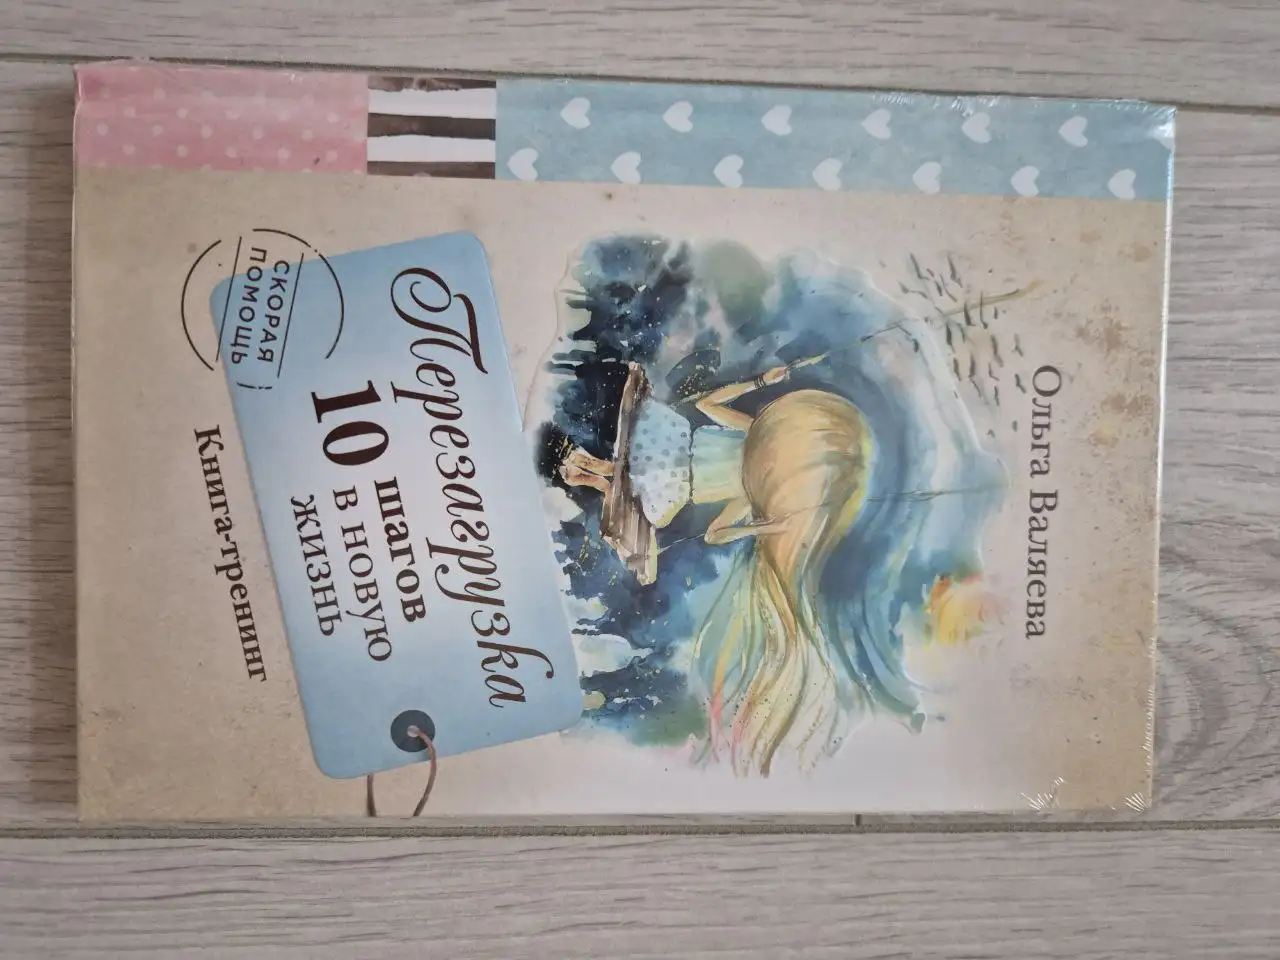 Ольга Валяева
Перезагрузка
10 шагов
в новую
жизнь
СКОРАЯ
ПОМОЩЬ
Книга-тренинг